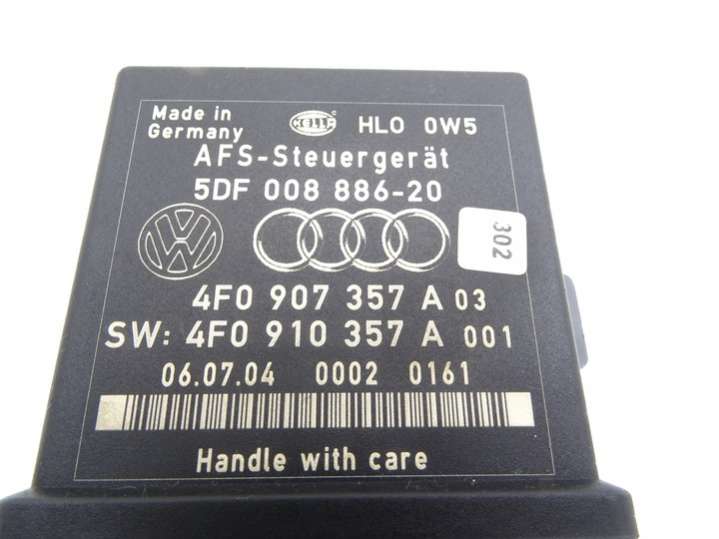 Made in HELLA HLO 0W5
Germany
AFS-Steuergerät
5DF 008 886-20
VW
302
4F0 907 357 A 03
SW: 4F0 910 357 A 001
06.07.04 0002 0161
Handle with care